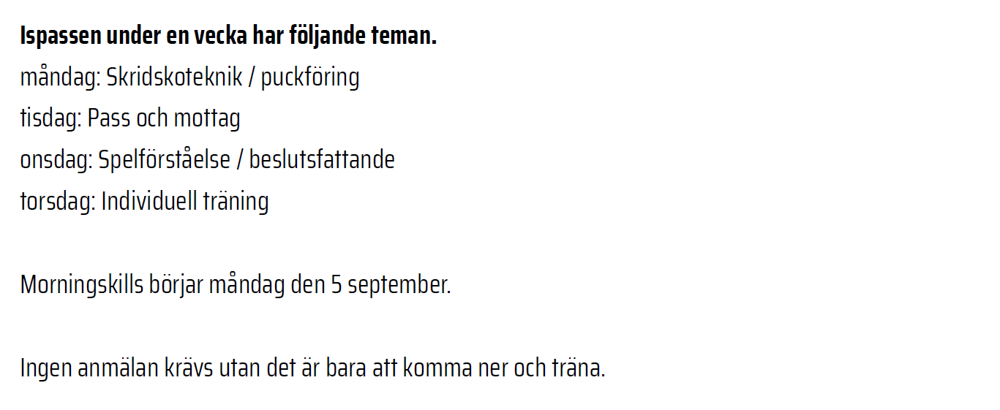 Ispassen under en vecka har följande teman.
måndag: Skridskoteknik / puckföring
tisdag: Pass och mottag
onsdag: Spelförståelse / beslutsfattande
torsdag: Individuell träning
Morningskills börjar måndag den 5 september.
Ingen anmälan krävs utan det är bara att komma ner och träna.